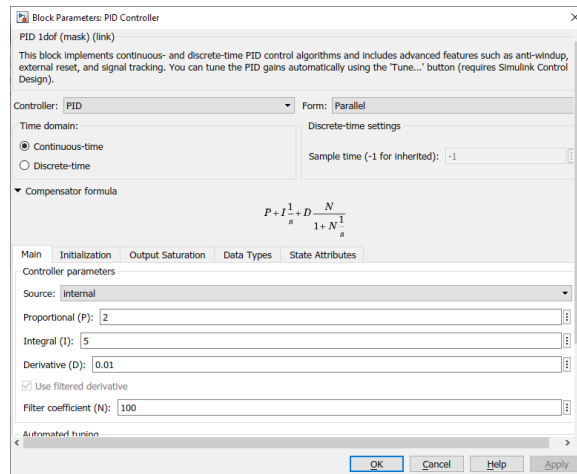 Block Parameters: PID Controller
PID 1dof (mask) (link)
This block implements continuous- and discrete-time PID control algorithms and includes advanced features such as anti-windup,
external reset, and signal tracking. You can tune the PID gains automatically using the 'Tune...' button (requires Simulink Control
Design).
Controller: PID Form: Parallel
Time domain: Discrete-time settings
Continuous-time
Sample time (-1 for inherited): -1
Discrete-time
Compensator formula
P+I 1/s +D N/(1+N 1/s)
Main Initialization Output Saturation Data Types State Attributes
Controller parameters
Source: internal
Proportional (P): 2
Integral (I): 5
Derivative (D): 0.01
Use filtered derivative
Filter coefficient (N): 100
Automated tuning
OK Cancel Help Apply